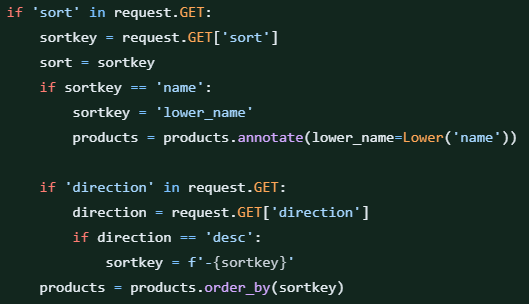 if 'sort' in request.GET:
    sortkey = request.GET['sort']
    sort = sortkey
    if sortkey == 'name':
        sortkey = 'lower_name'
        products = products.annotate(lower_name=Lower('name'))

    if 'direction' in request.GET:
        direction = request.GET['direction']
        if direction == 'desc':
            sortkey = f'-{sortkey}'
    products = products.order_by(sortkey)